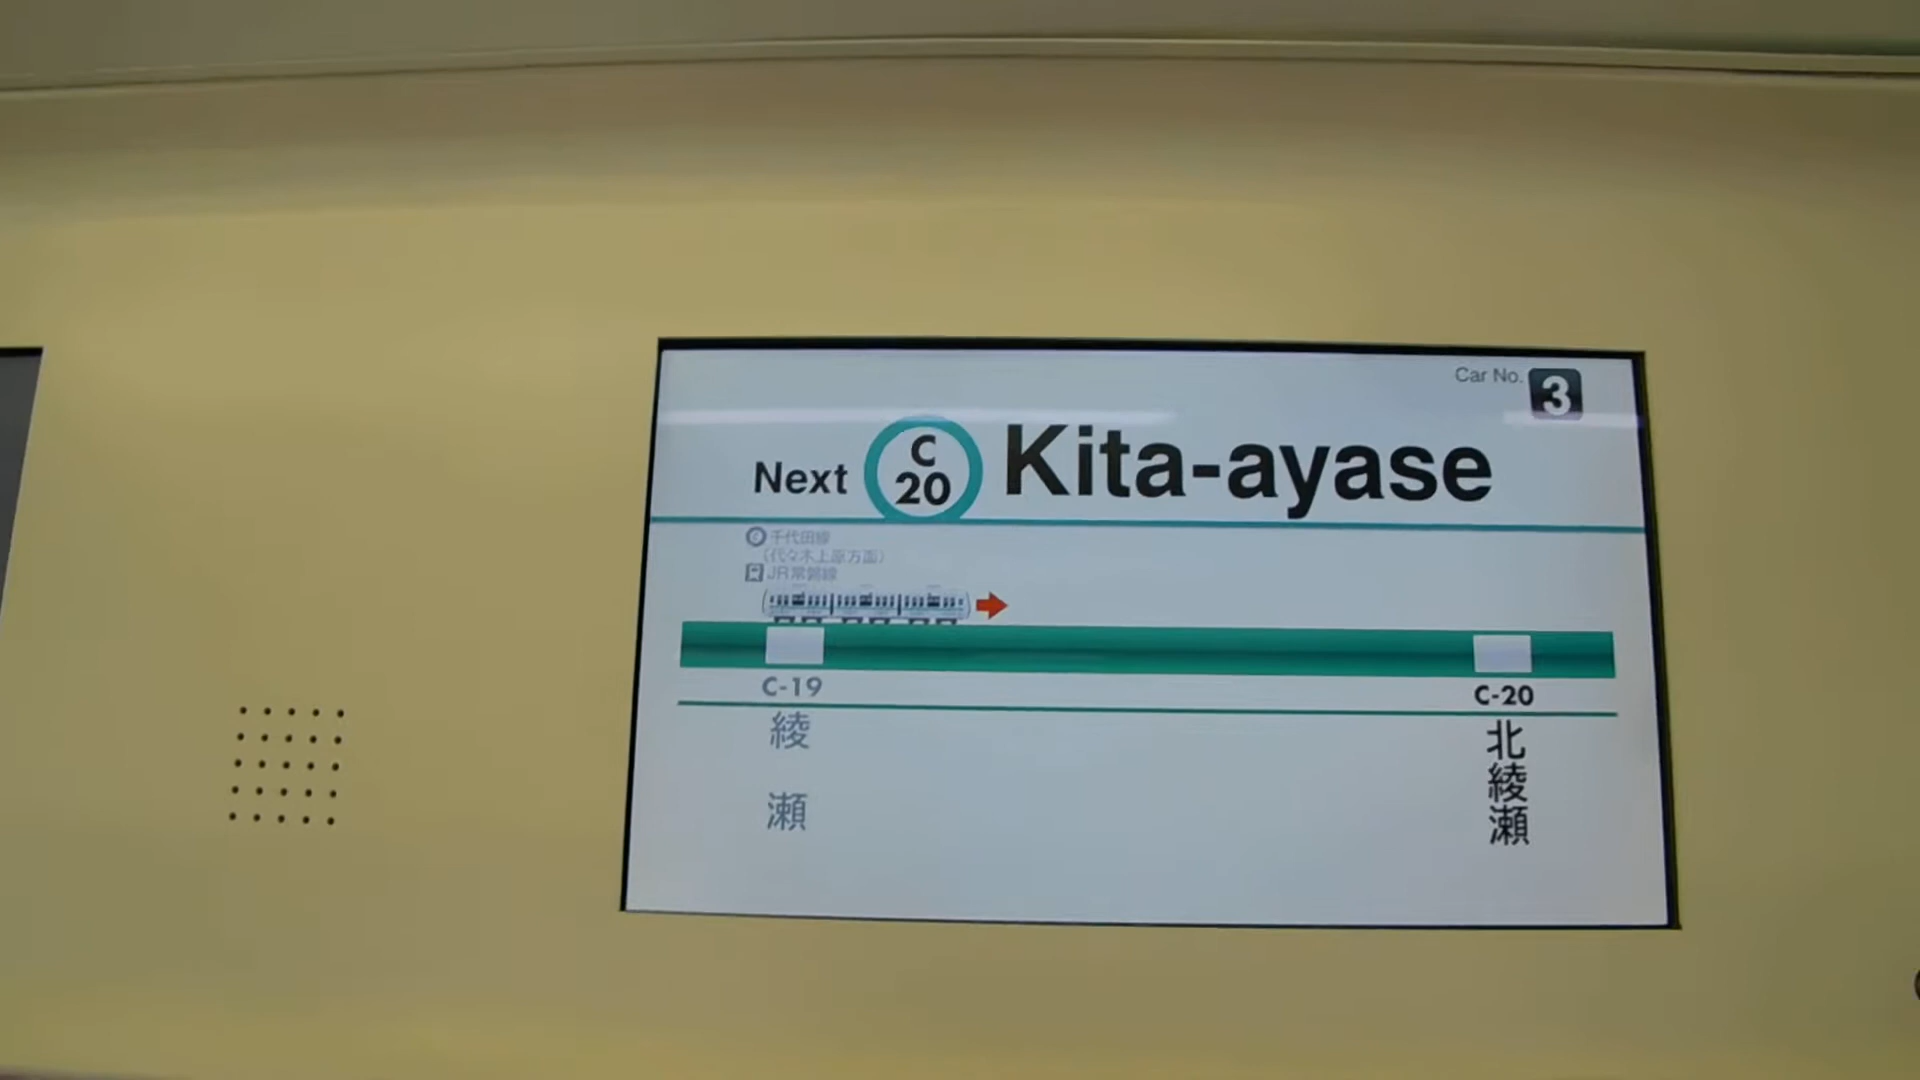 Car No. 3
Next C 20 Kita-ayase
C 千代田線
(代々木上原方面)
JR常磐線
C-19
C-20
綾瀬
北綾瀬